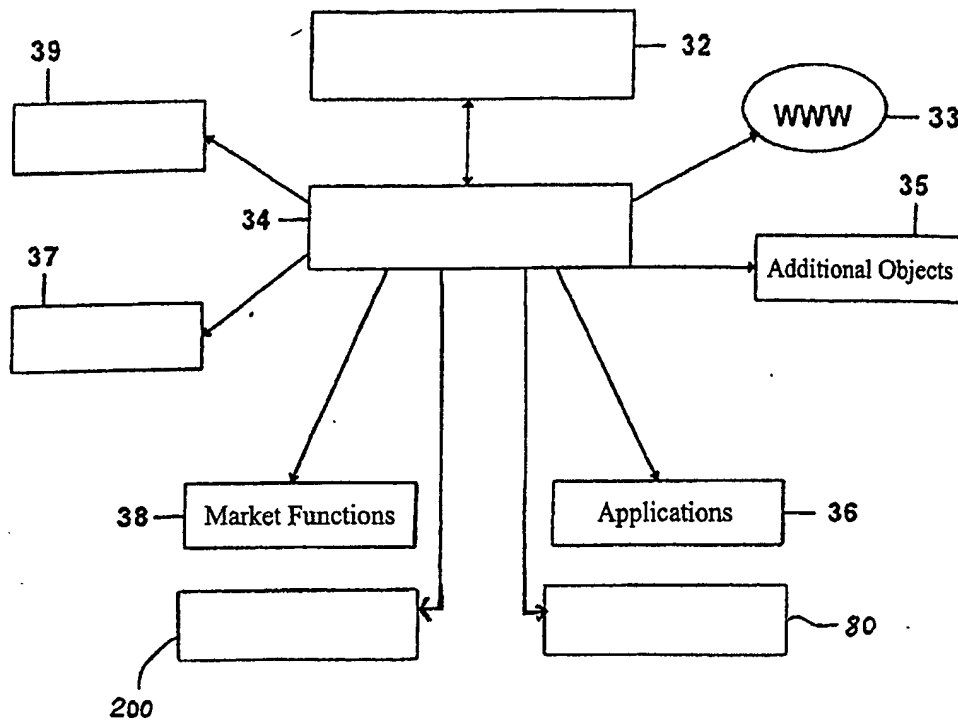 39
32
WWW
33
34
35
37
Additional Objects
38
Market Functions
Applications
36
80
200